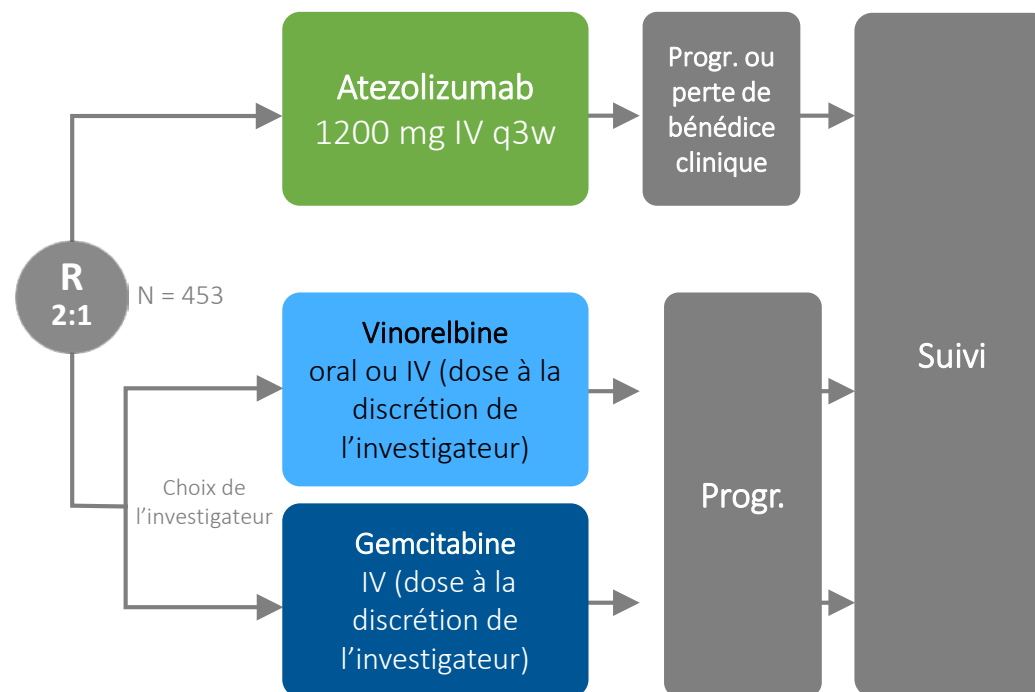 Atezolizumab
1200 mg IV q3w
Progr. ou
perte de
bénédice
clinique
R
2:1
N = 453
Vinorelbine
oral ou IV (dose à la
discrétion de
l’investigateur)
Choix de
l’investigateur
Gemcitabine
IV (dose à la
discrétion de
l’investigateur)
Progr.
Suivi